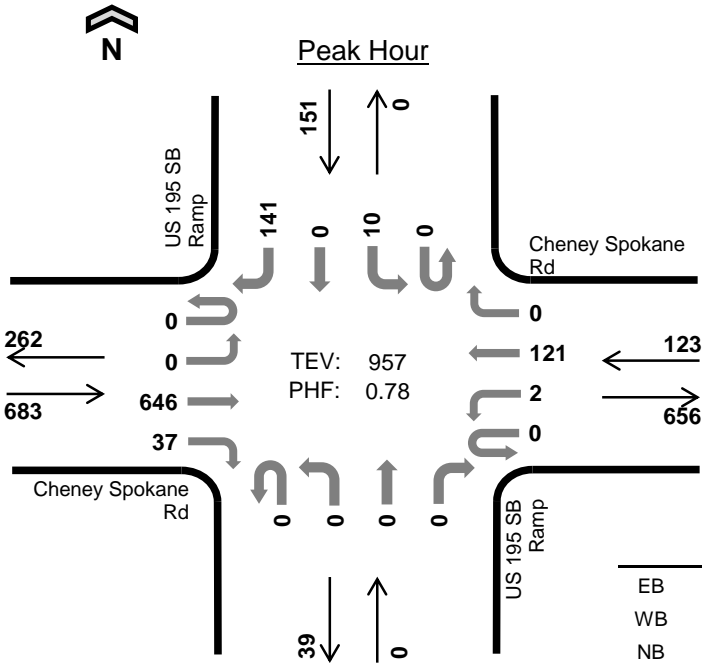 N
Peak Hour
151
0
US 195 SB
Ramp
141
0
10
0
Cheney Spokane
Rd
0
0
262
0
121
123
TEV: 957
PHF: 0.78
683
646
2
656
37
0
Cheney Spokane
Rd
0
0
0
0
US 195 SB
Ramp
39
0
EB
WB
NB